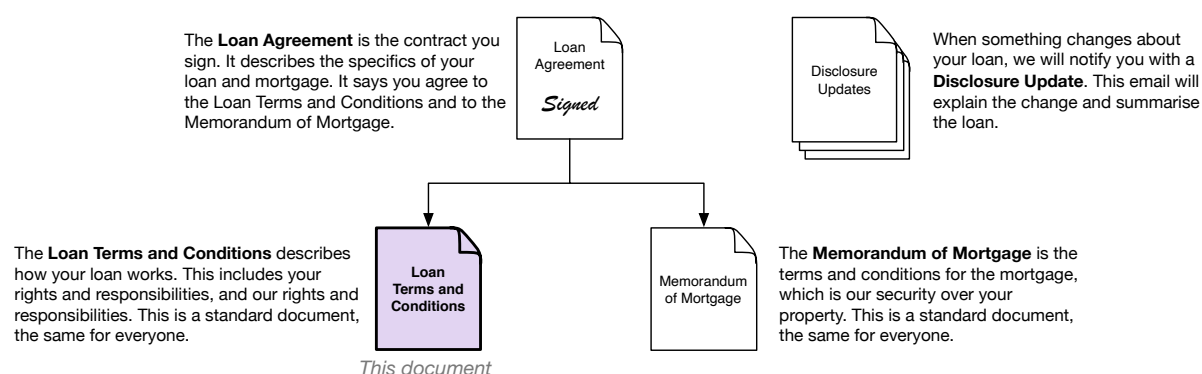 The Loan Agreement is the contract you
sign. It describes the specifics of your
loan and mortgage. It says you agree to
the Loan Terms and Conditions and to the
Memorandum of Mortgage.
Loan
Agreement
Signed
Disclosure
Updates
When something changes about
your loan, we will notify you with a
Disclosure Update. This email will
explain the change and summarise
the loan.
The Loan Terms and Conditions describes
how your loan works. This includes your
rights and responsibilities, and our rights and
responsibilities. This is a standard document,
the same for everyone.
Loan
Terms and
Conditions
This document
Memorandum
of Mortgage
The Memorandum of Mortgage is the
terms and conditions for the mortgage,
which is our security over your
property. This is a standard document,
the same for everyone.